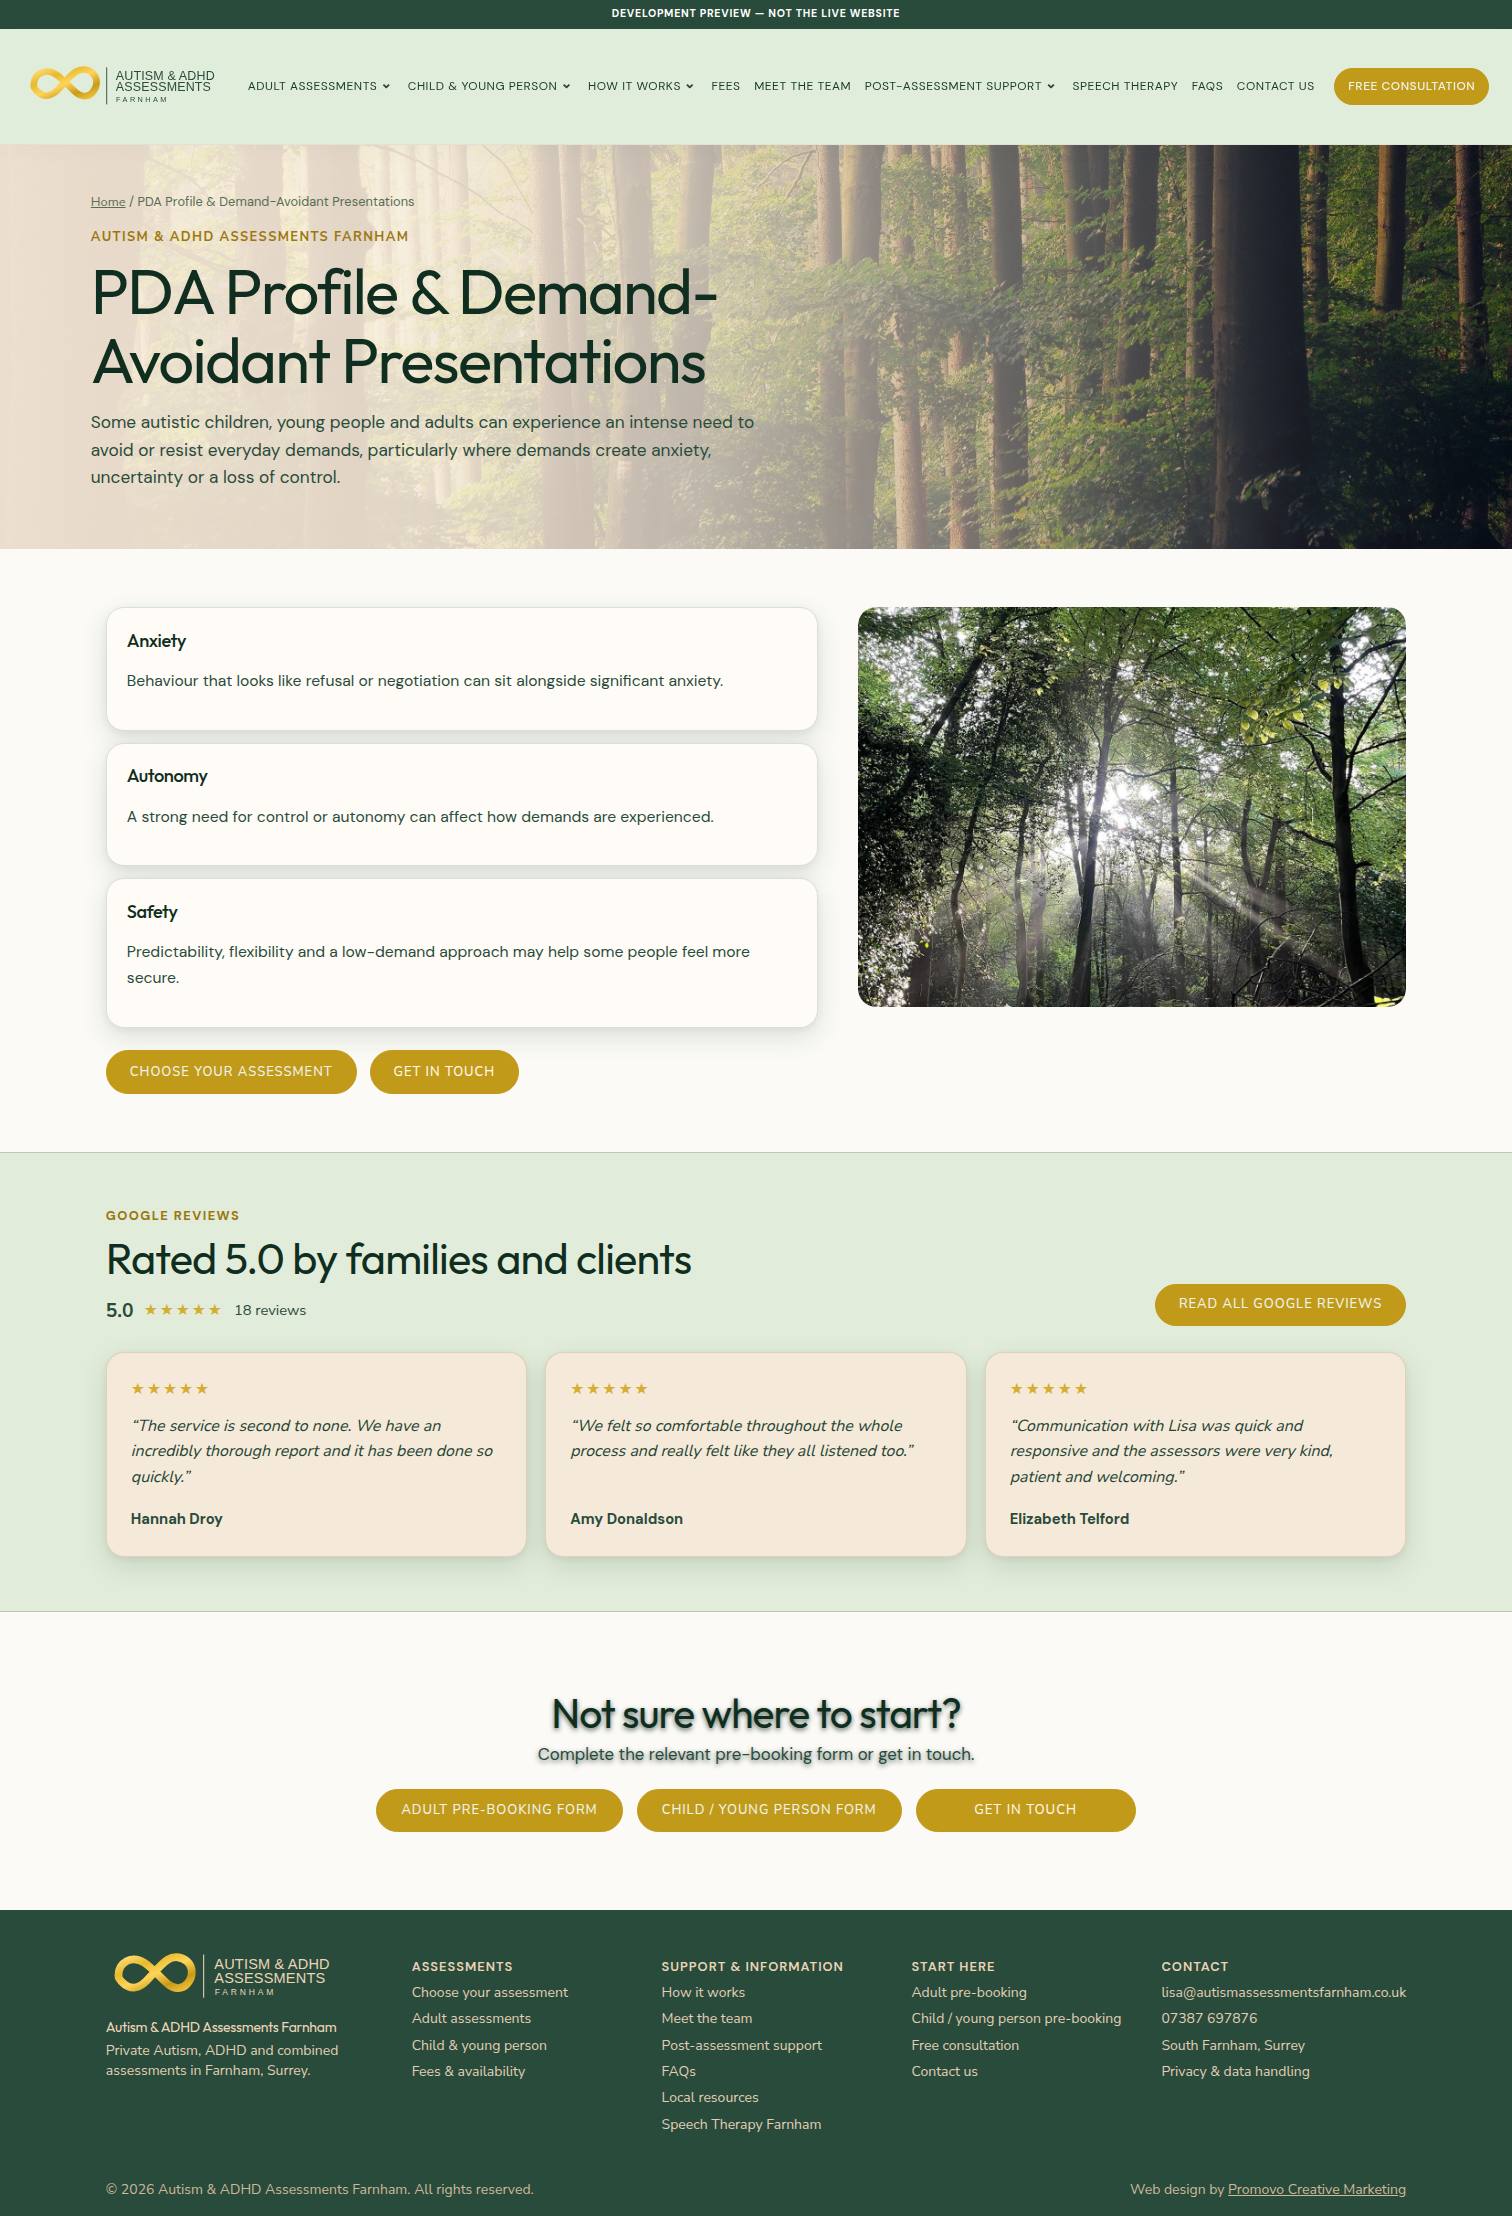 DEVELOPMENT PREVIEW — NOT THE LIVE WEBSITE
AUTISM & ADHD
ASSESSMENTS
FARNHAM
ADULT ASSESSMENTS
CHILD & YOUNG PERSON
HOW IT WORKS
FEES
MEET THE TEAM
POST-ASSESSMENT SUPPORT
SPEECH THERAPY
FAQS
CONTACT US
FREE CONSULTATION
Home / PDA Profile & Demand-Avoidant Presentations
AUTISM & ADHD ASSESSMENTS FARNHAM
PDA Profile & Demand-
Avoidant Presentations
Some autistic children, young people and adults can experience an intense need to
avoid or resist everyday demands, particularly where demands create anxiety,
uncertainty or a loss of control.
Anxiety
Behaviour that looks like refusal or negotiation can sit alongside significant anxiety.
Autonomy
A strong need for control or autonomy can affect how demands are experienced.
Safety
Predictability, flexibility and a low-demand approach may help some people feel more
secure.
CHOOSE YOUR ASSESSMENT
GET IN TOUCH
GOOGLE REVIEWS
Rated 5.0 by families and clients
5.0 ★★★★★ 18 reviews
READ ALL GOOGLE REVIEWS
★★★★★
“The service is second to none. We have an
incredibly thorough report and it has been done so
quickly.”
Hannah Droy
★★★★★
“We felt so comfortable throughout the whole
process and really felt like they all listened too.”
Amy Donaldson
★★★★★
“Communication with Lisa was quick and
responsive and the assessors were very kind,
patient and welcoming.”
Elizabeth Telford
Not sure where to start?
Complete the relevant pre-booking form or get in touch.
ADULT PRE-BOOKING FORM
CHILD / YOUNG PERSON FORM
GET IN TOUCH
AUTISM & ADHD
ASSESSMENTS
FARNHAM
Autism & ADHD Assessments Farnham
Private Autism, ADHD and combined
assessments in Farnham, Surrey.
ASSESSMENTS
Choose your assessment
Adult assessments
Child & young person
Fees & availability
SUPPORT & INFORMATION
How it works
Meet the team
Post-assessment support
FAQs
Local resources
Speech Therapy Farnham
START HERE
Adult pre-booking
Child / young person pre-booking
Free consultation
Contact us
CONTACT
lisa@autismassessmentsfarnham.co.uk
07387 697876
South Farnham, Surrey
Privacy & data handling
© 2026 Autism & ADHD Assessments Farnham. All rights reserved.
Web design by Promovo Creative Marketing